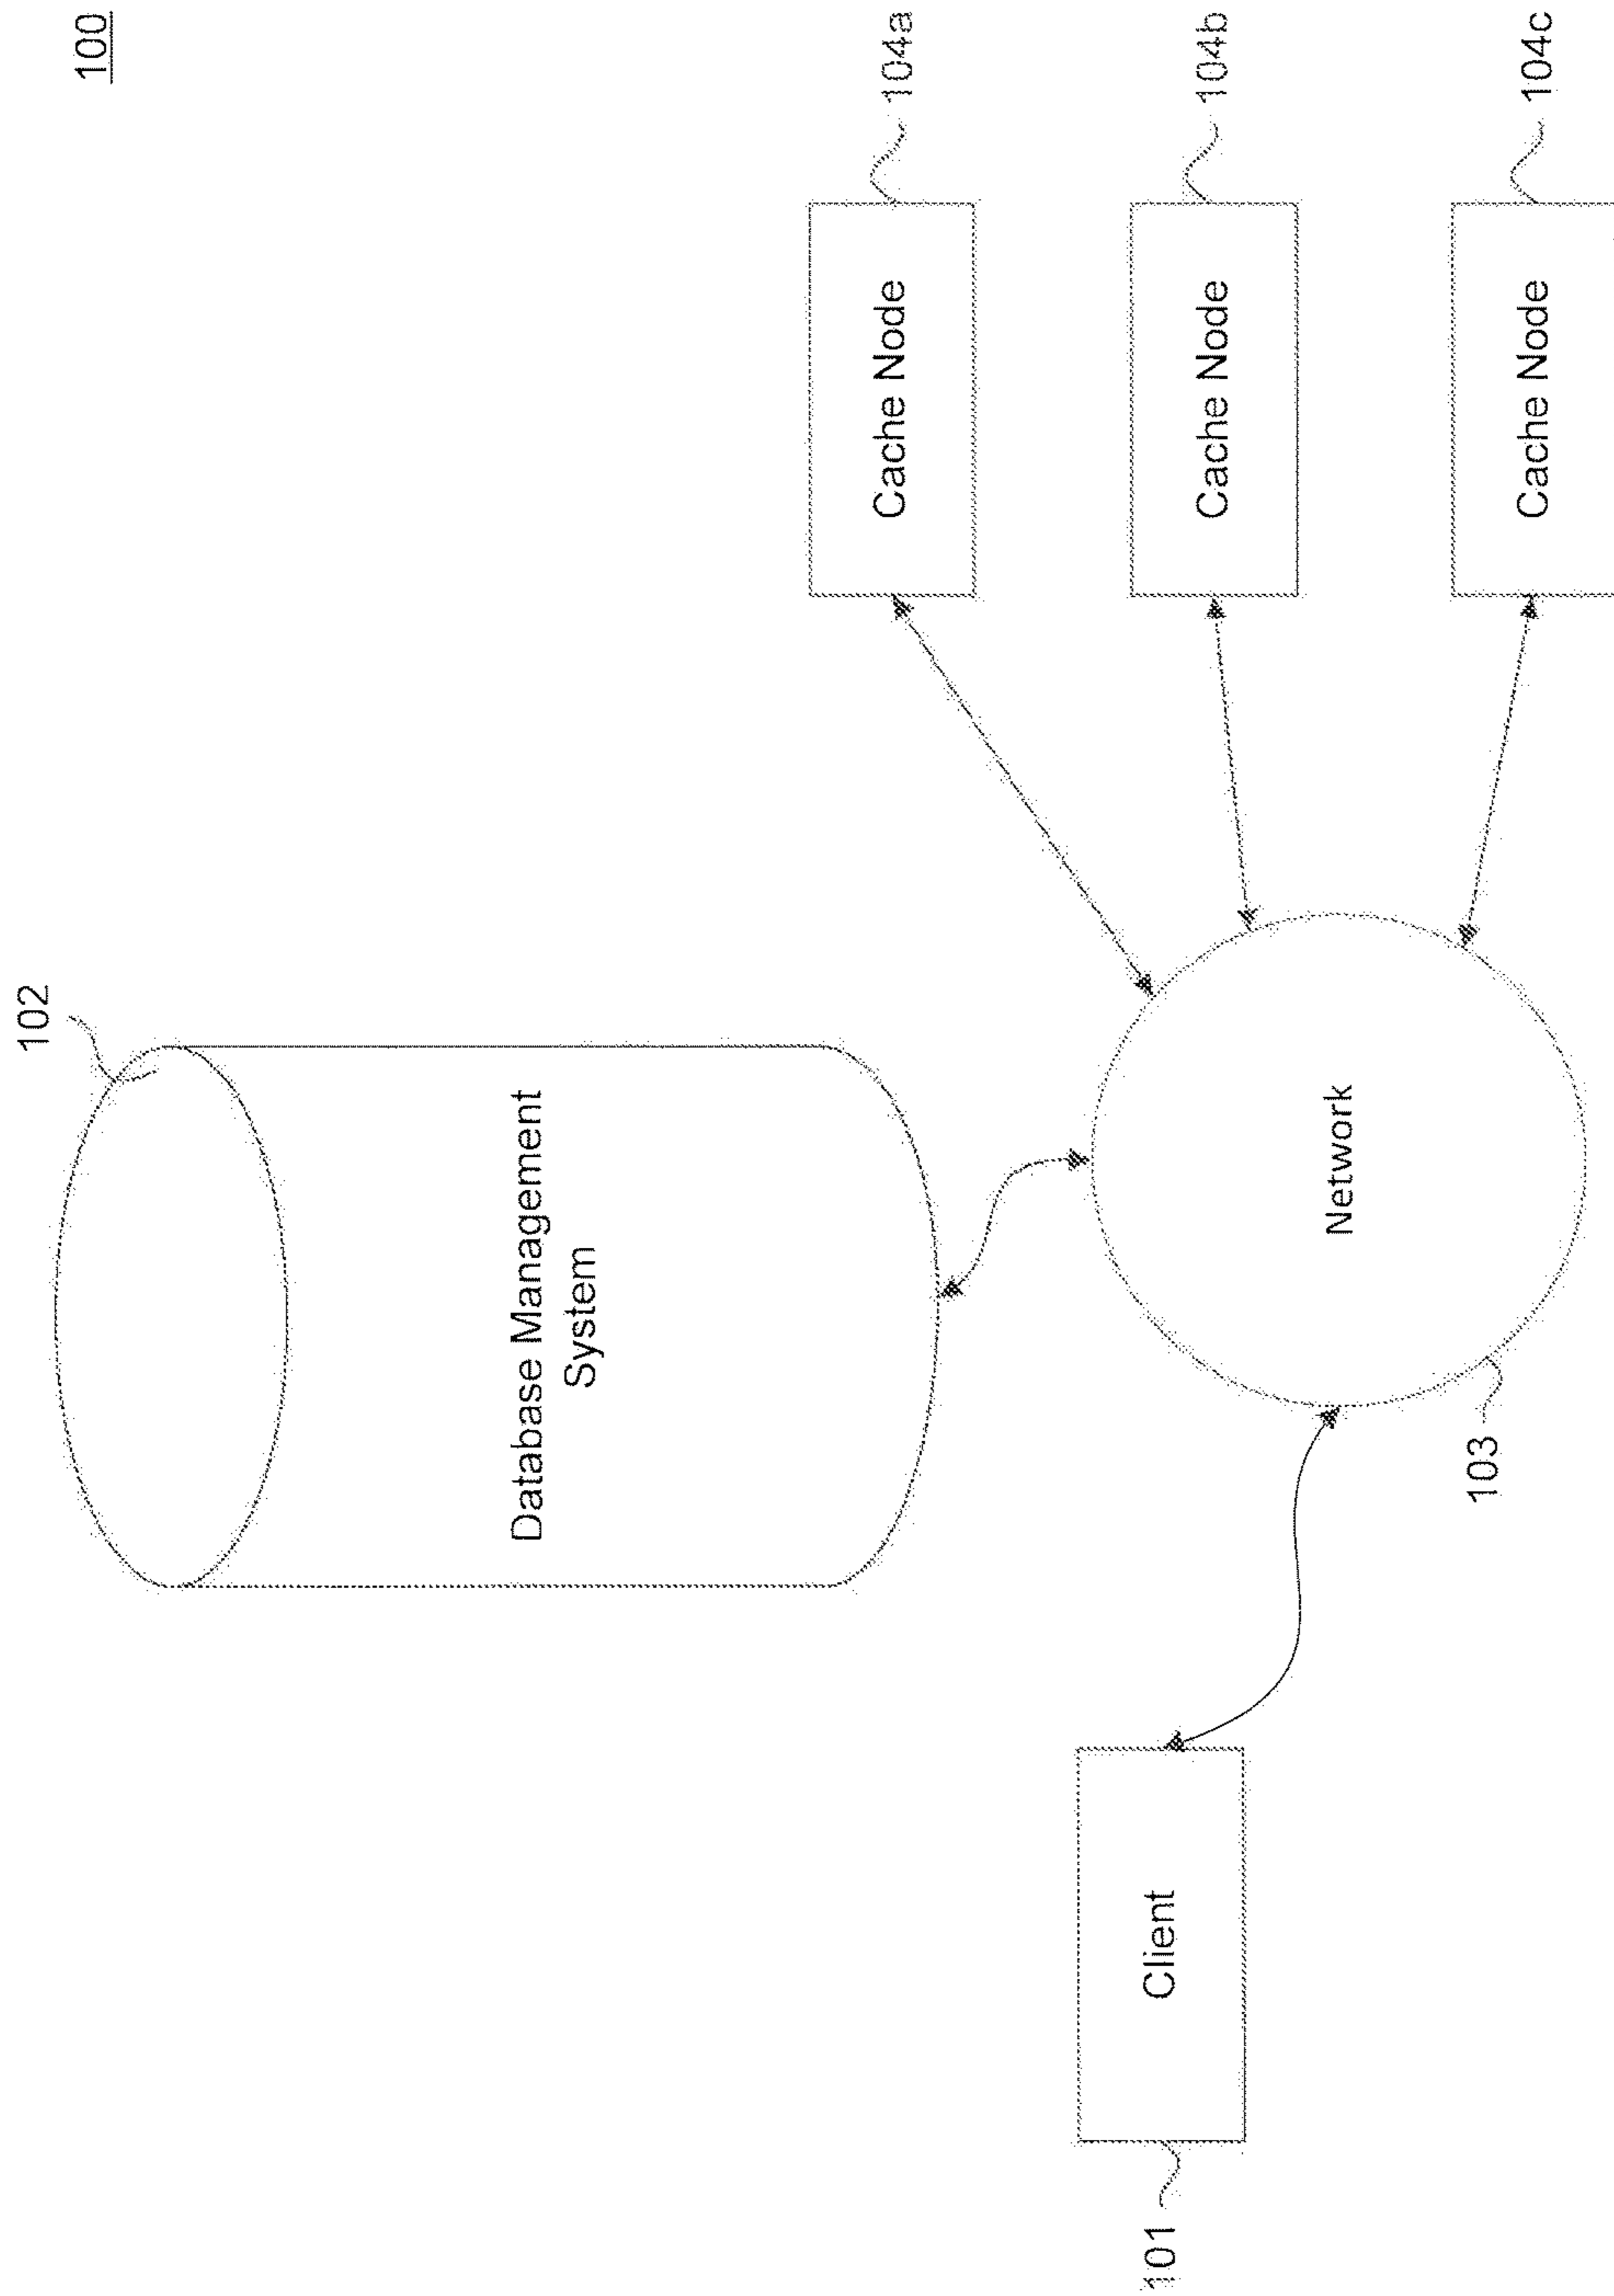 100
102
Database Management
System
104a
Cache Node
Client
Network
Cache Node
104b
101
103
Cache Node
104c